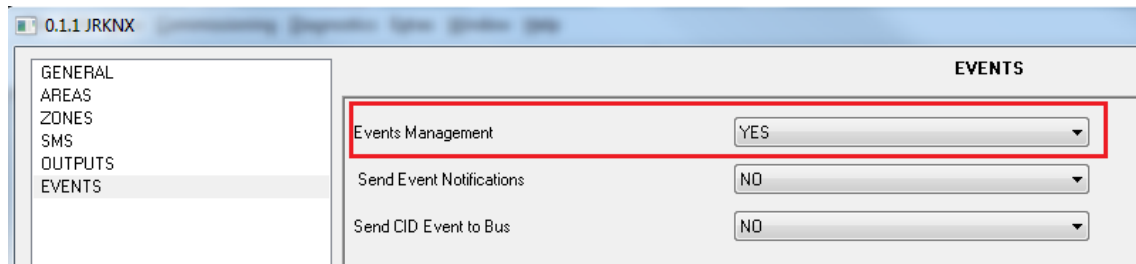 0.1.1 JRKNX
EVENTS
GENERAL
AREAS
ZONES
SMS
OUTPUTS
EVENTS
Events Management YES
Send Event Notifications NO
Send CID Event to Bus NO